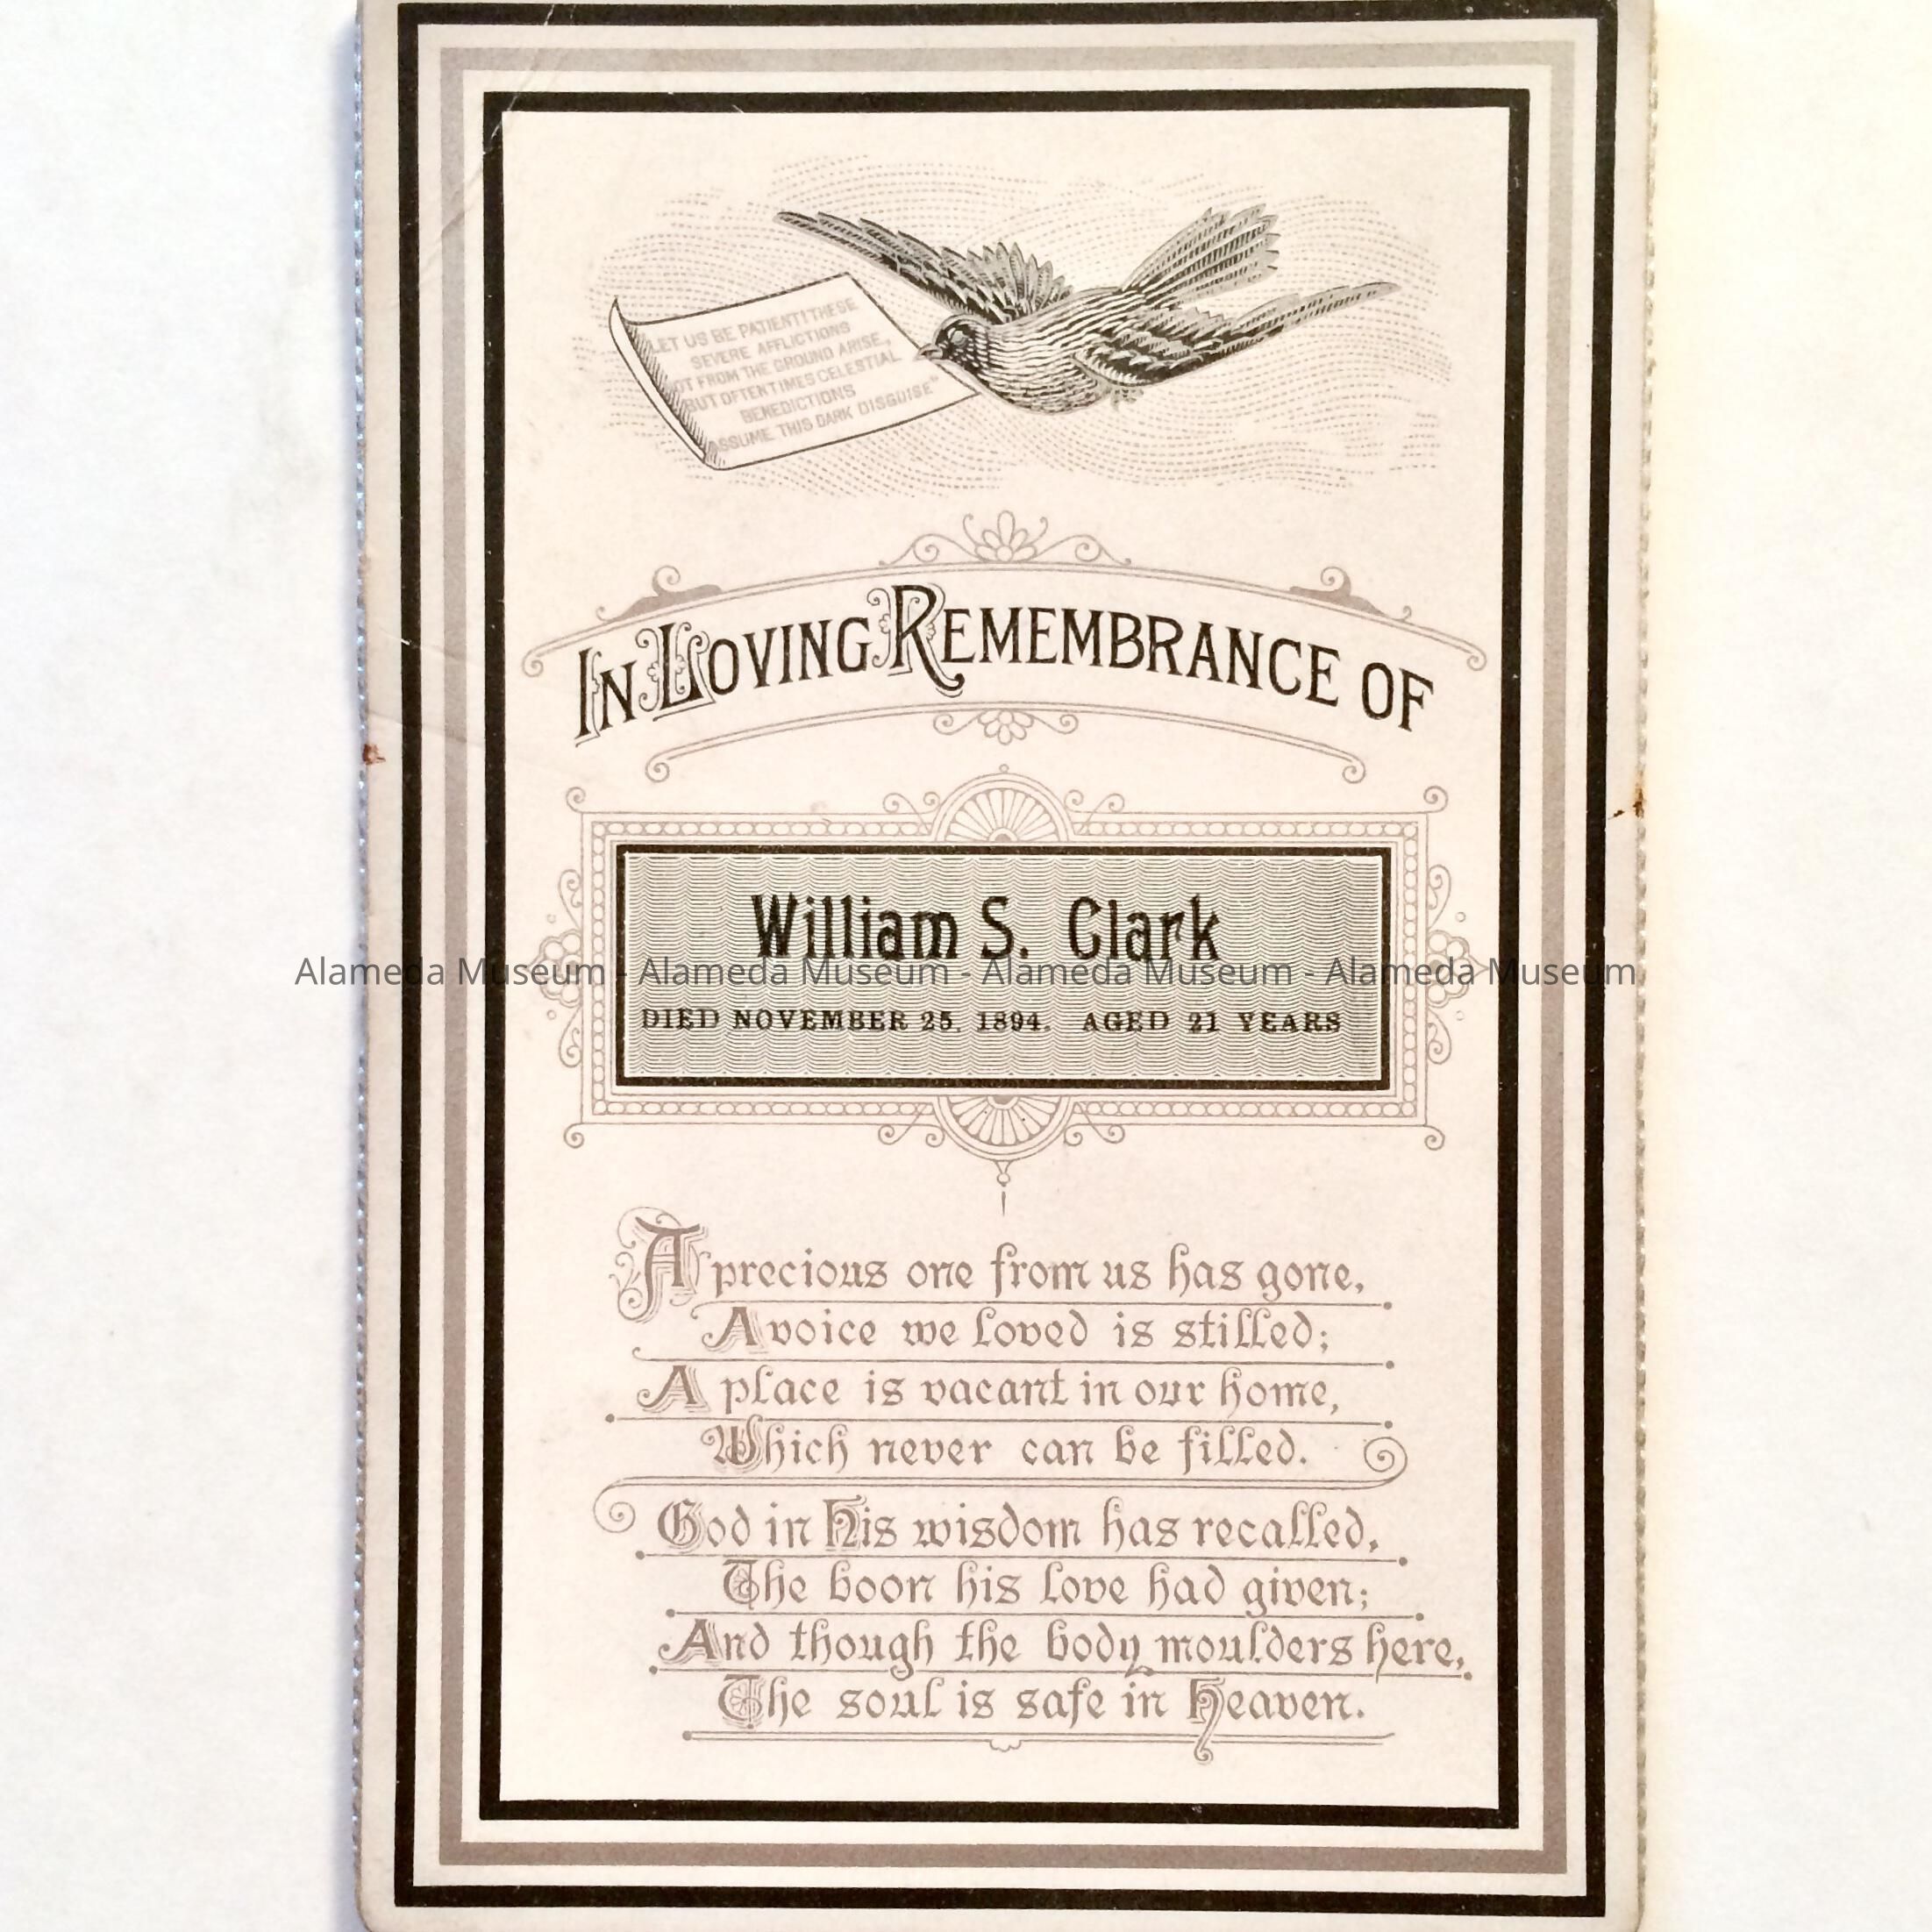 LET US BE PATIENT! THESE
SEVERE AFFLICTIONS
OT FROM THE GROUND ARISE,
BUT OFTENTIMES CELESTIAL
BENEDICTIONS
ASSUME THIS DARK DISGUISE"
IN LOVING REMEMBRANCE OF
William S. Clark
Alameda Museum - Alameda Museum - Alameda Museum - Alameda Museum
DIED NOVEMBER 25, 1894. AGED 21 YEARS
A precious one from us has gone,
A voice we loved is stilled;
A place is vacant in our home,
Which never can be filled.
God in His wisdom has recalled,
The boon his love had given;
And though the body moulders here,
The soul is safe in Heaven.